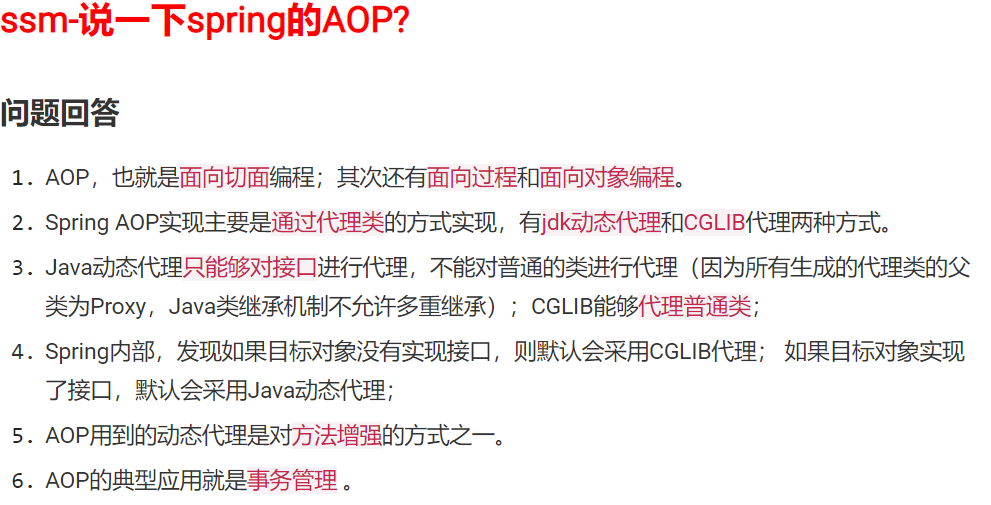 ssm-说一下spring的AOP?
问题回答
1. AOP，也就是面向切面编程；其次还有面向过程和面向对象编程。
2. Spring AOP实现主要是通过代理类的方式实现，有jdk动态代理和CGLIB代理两种方式。
3. Java动态代理只能够对接口进行代理，不能对普通的类进行代理（因为所有生成的代理类的父
类为Proxy，Java类继承机制不允许多重继承）；CGLIB能够代理普通类；
4. Spring内部，发现如果目标对象没有实现接口，则默认会采用CGLIB代理； 如果目标对象实现
了接口，默认会采用Java动态代理；
5. AOP用到的动态代理是对方法增强的方式之一。
6. AOP的典型应用就是事务管理 。